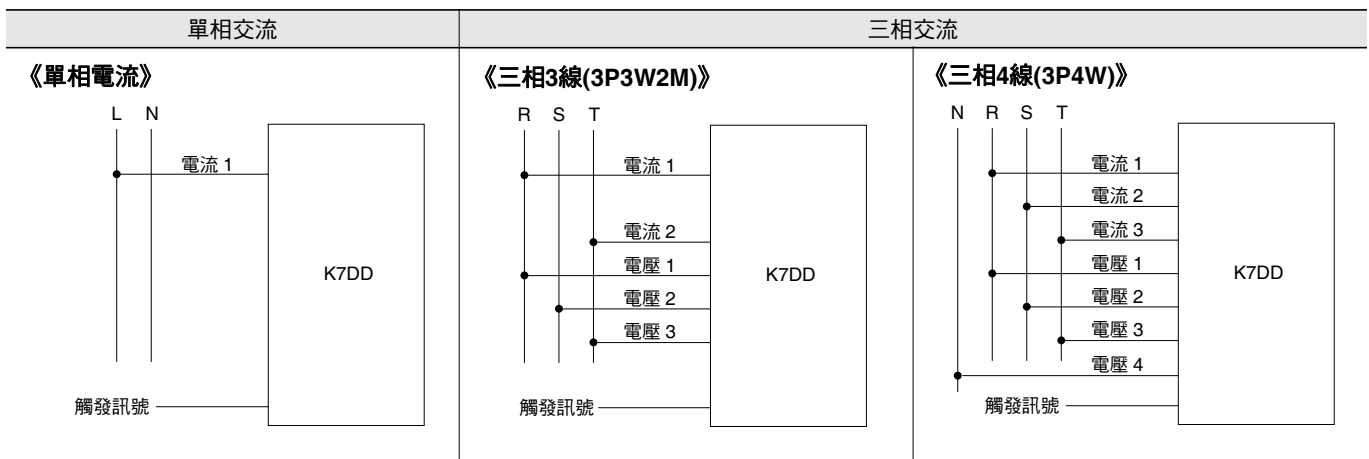 單相交流
三相交流
《單相電流》
L N
電流 1
K7DD
觸發訊號
《三相3線(3P3W2M)》
R S T
電流 1
電流 2
電壓 1
電壓 2
電壓 3
K7DD
觸發訊號
《三相4線(3P4W)》
N R S T
電流 1
電流 2
電流 3
電壓 1
電壓 2
電壓 3
電壓 4
K7DD
觸發訊號